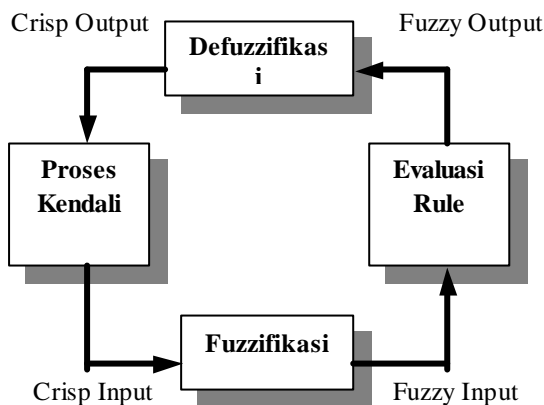 Crisp Output
Defuzzifikas
i
Fuzzy Output
Proses
Kendali
Evaluasi
Rule
Fuzzifikasi
Crisp Input
Fuzzy Input